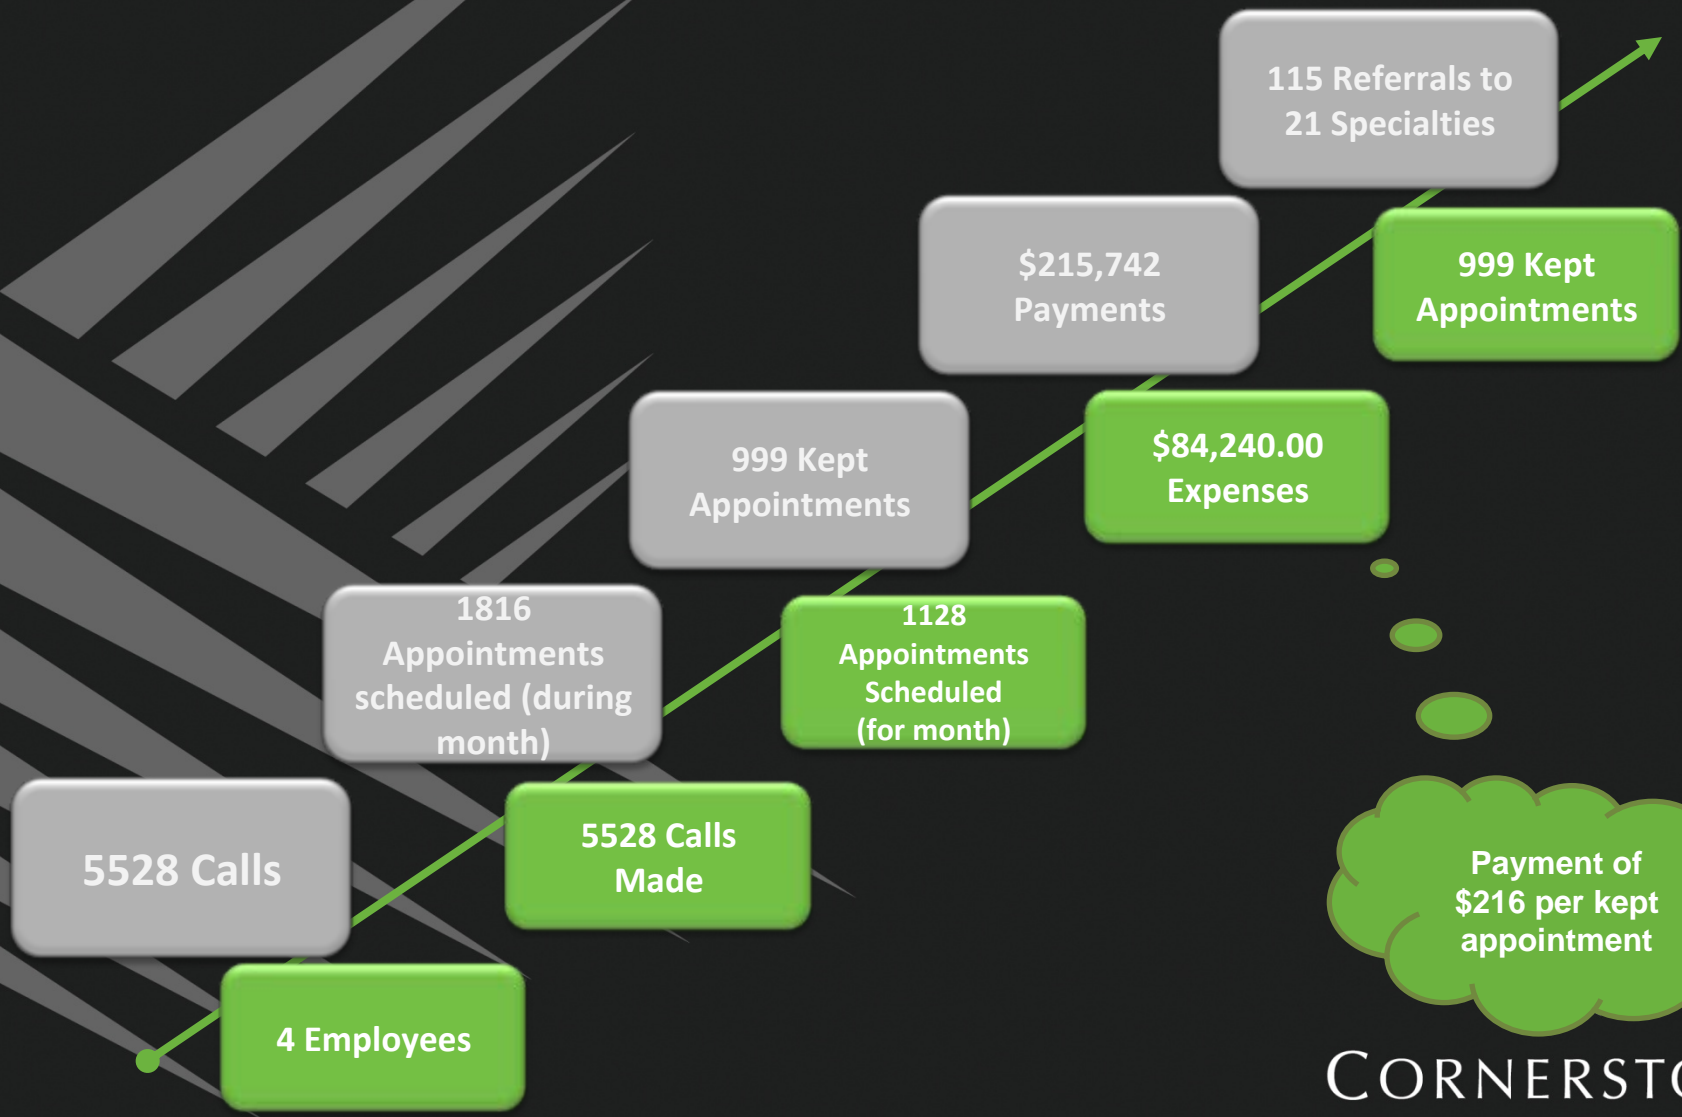 115 Referrals to
21 Specialties
$215,742
Payments
999 Kept
Appointments
999 Kept
Appointments
$84,240.00
Expenses
1816
Appointments
scheduled (during
month)
1128
Appointments
Scheduled
(for month)
5528 Calls
5528 Calls
Made
4 Employees
Payment of
$216 per kept
appointment